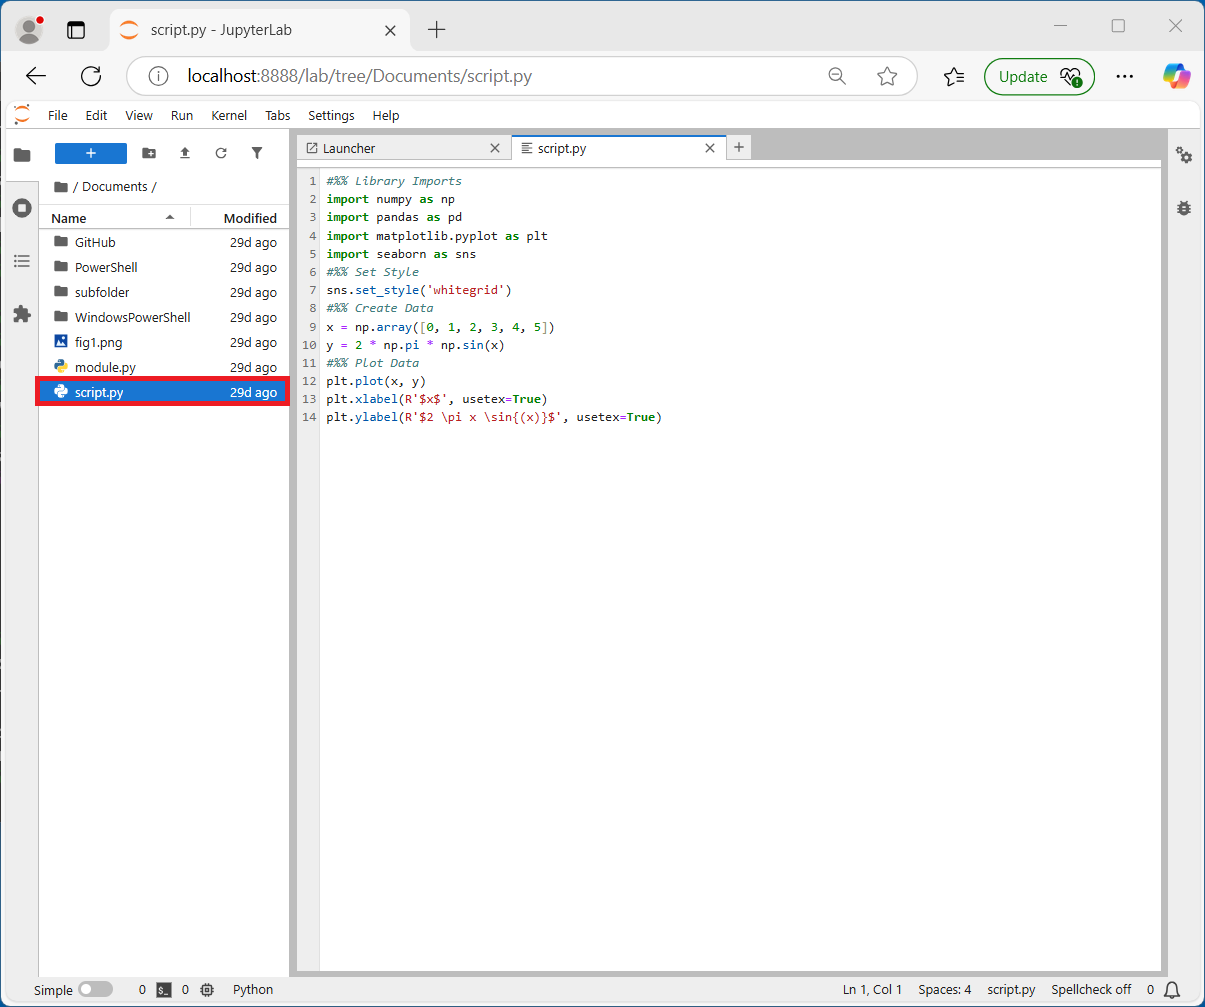 script.py - JupyterLab
localhost:8888/lab/tree/Documents/script.py
Update
File Edit View Run Kernel Tabs Settings Help
+
/ Documents /
Name Modified
GitHub 29d ago
PowerShell 29d ago
subfolder 29d ago
WindowsPowerShell 29d ago
fig1.png 29d ago
module.py 29d ago
script.py 29d ago
Launcher script.py
1 #%% Library Imports
2 import numpy as np
3 import pandas as pd
4 import matplotlib.pyplot as plt
5 import seaborn as sns
6 #%% Set Style
7 sns.set_style('whitegrid')
8 #%% Create Data
9 x = np.array([0, 1, 2, 3, 4, 5])
10 y = 2 * np.pi * np.sin(x)
11 #%% Plot Data
12 plt.plot(x, y)
13 plt.xlabel(R'$x$', usetex=True)
14 plt.ylabel(R'$2 \pi x \sin{(x)}$', usetex=True)
Simple 0 0 Python Ln 1, Col 1 Spaces: 4 script.py Spellcheck off 0